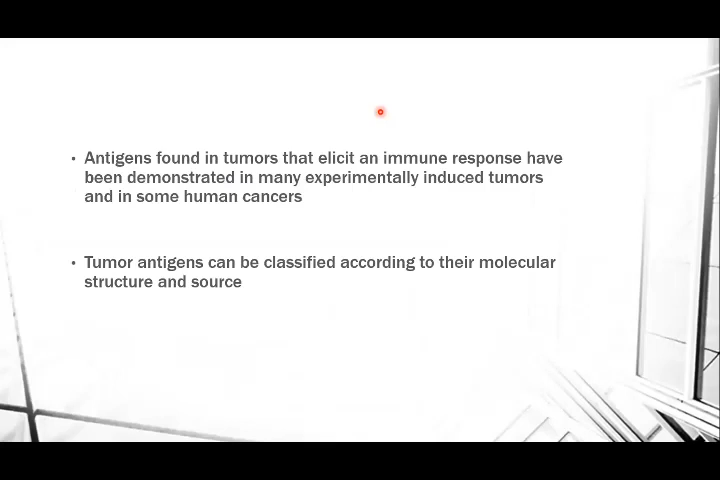 • Antigens found in tumors that elicit an immune response have
been demonstrated in many experimentally induced tumors
and in some human cancers
• Tumor antigens can be classified according to their molecular
structure and source